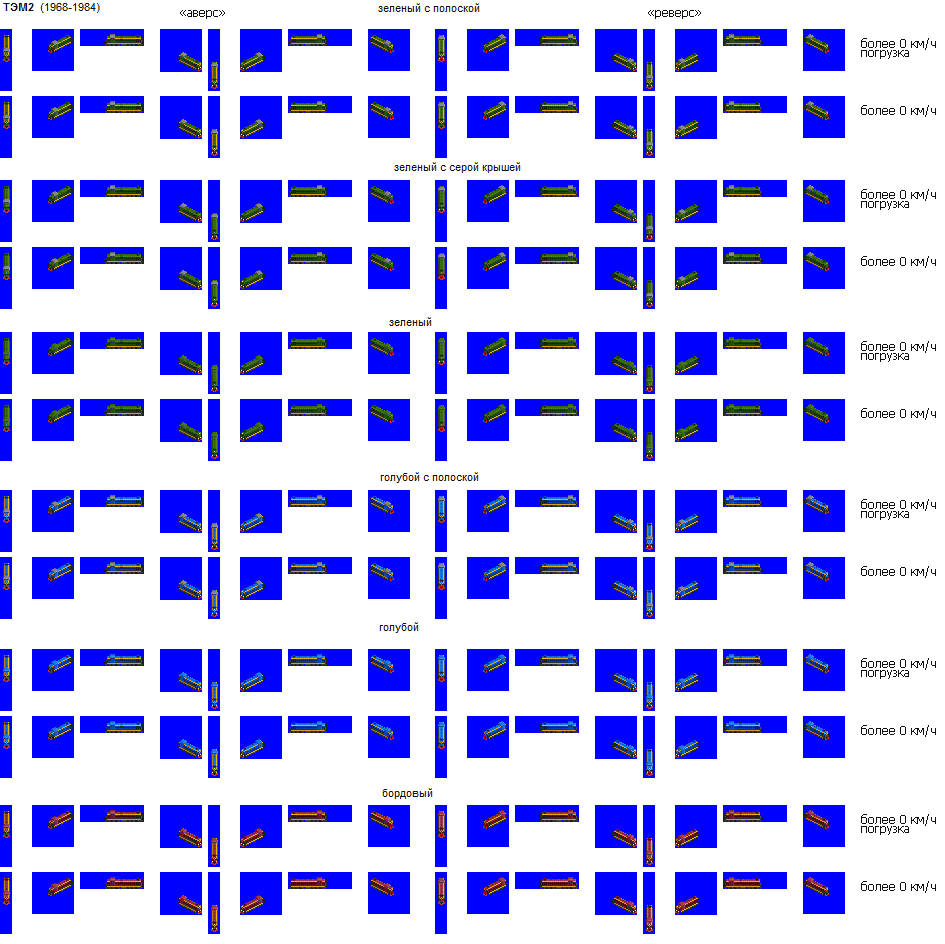 ТЭМ2 (1968-1984)
«аверс»
зеленый с полоской
«реверс»
более 0 км/ч
погрузка
более 0 км/ч
зеленый с серой крышей
более 0 км/ч
погрузка
более 0 км/ч
зеленый
более 0 км/ч
погрузка
более 0 км/ч
голубой с полоской
более 0 км/ч
погрузка
более 0 км/ч
голубой
более 0 км/ч
погрузка
более 0 км/ч
бордовый
более 0 км/ч
погрузка
более 0 км/ч